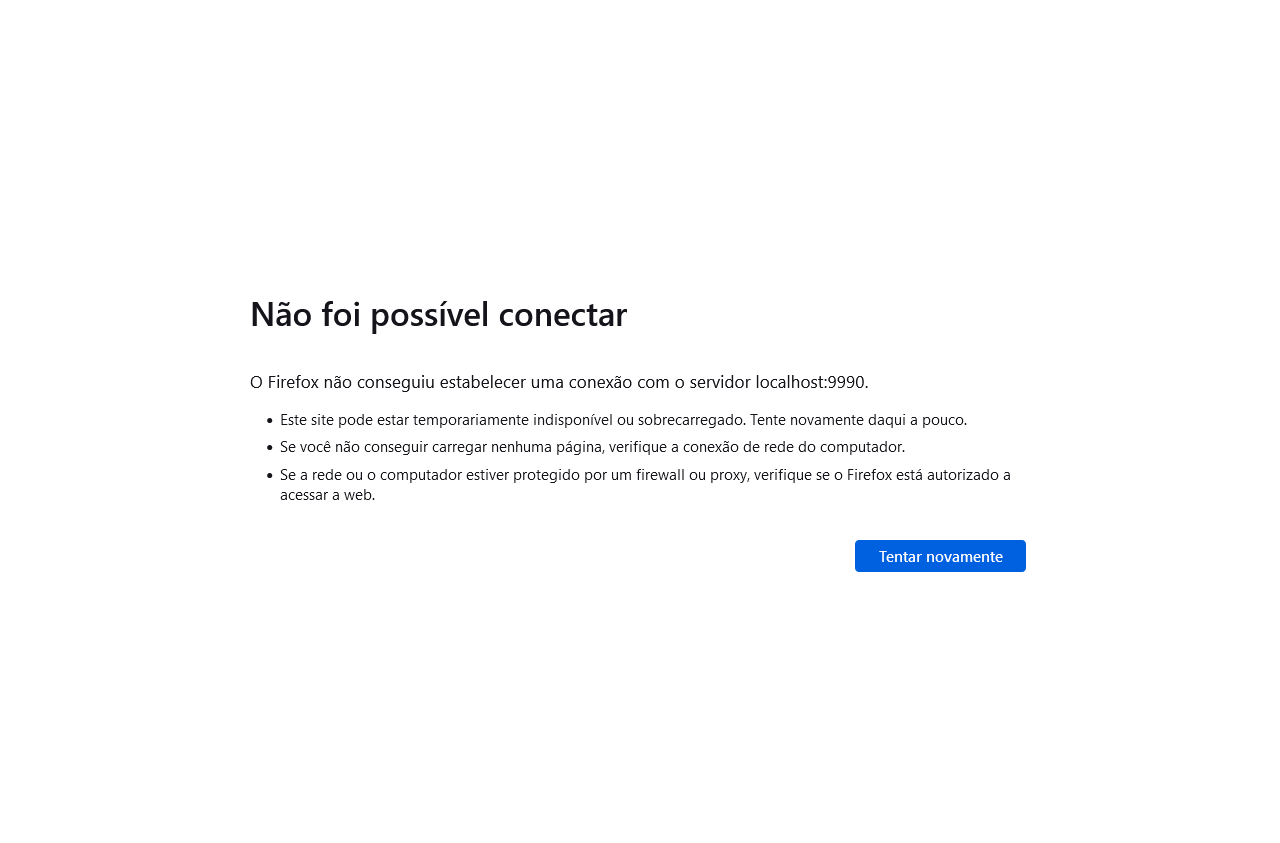 Não foi possível conectar
O Firefox não conseguiu estabelecer uma conexão com o servidor localhost:9990.
• Este site pode estar temporariamente indisponível ou sobrecarregado. Tente novamente daqui a pouco.
• Se você não conseguir carregar nenhuma página, verifique a conexão de rede do computador.
• Se a rede ou o computador estiver protegido por um firewall ou proxy, verifique se o Firefox está autorizado a
acessar a web.
Tentar novamente